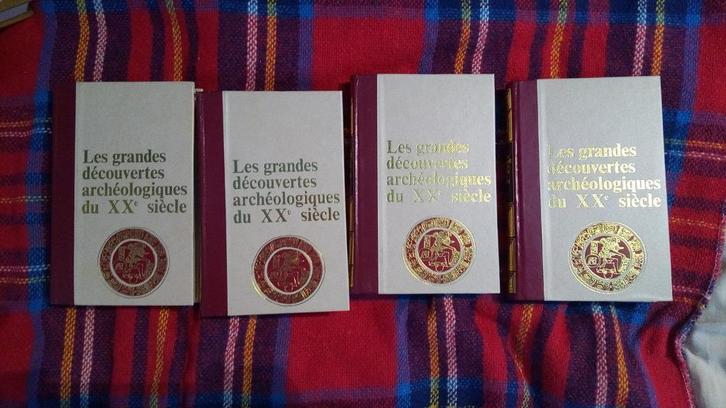 Les grandes
découvertes
archéologiques
du XXe siècle
Les grandes
découvertes
archéologiques
du XXe siècle
Les grandes
découvertes
archéologiques
du XXe siècle
Les grandes
découvertes
archéologiques
du XXe siècle